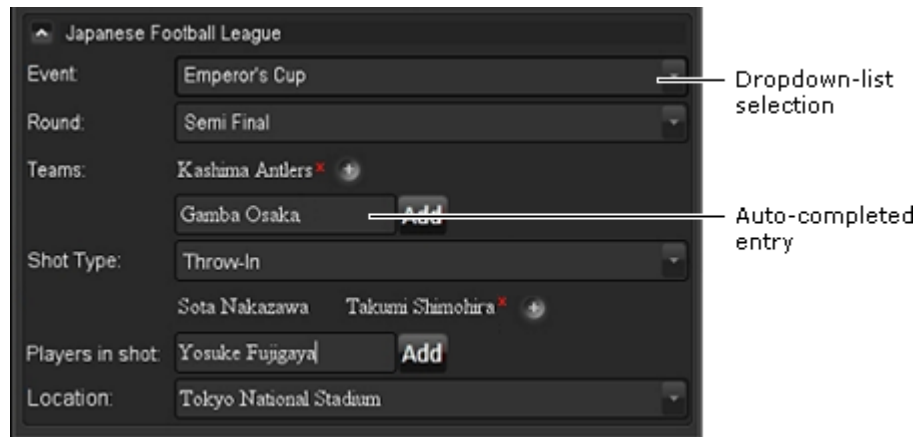 Japanese Football League
Event: Emperor's Cup
Dropdown-list
selection
Round: Semi Final
Teams: Kashima Antlers × +
Gamba Osaka Add
Auto-completed
entry
Shot Type: Throw-In
Sota Nakazawa Takumi Shimohira × +
Players in shot: Yosuke Fujigaya Add
Location: Tokyo National Stadium